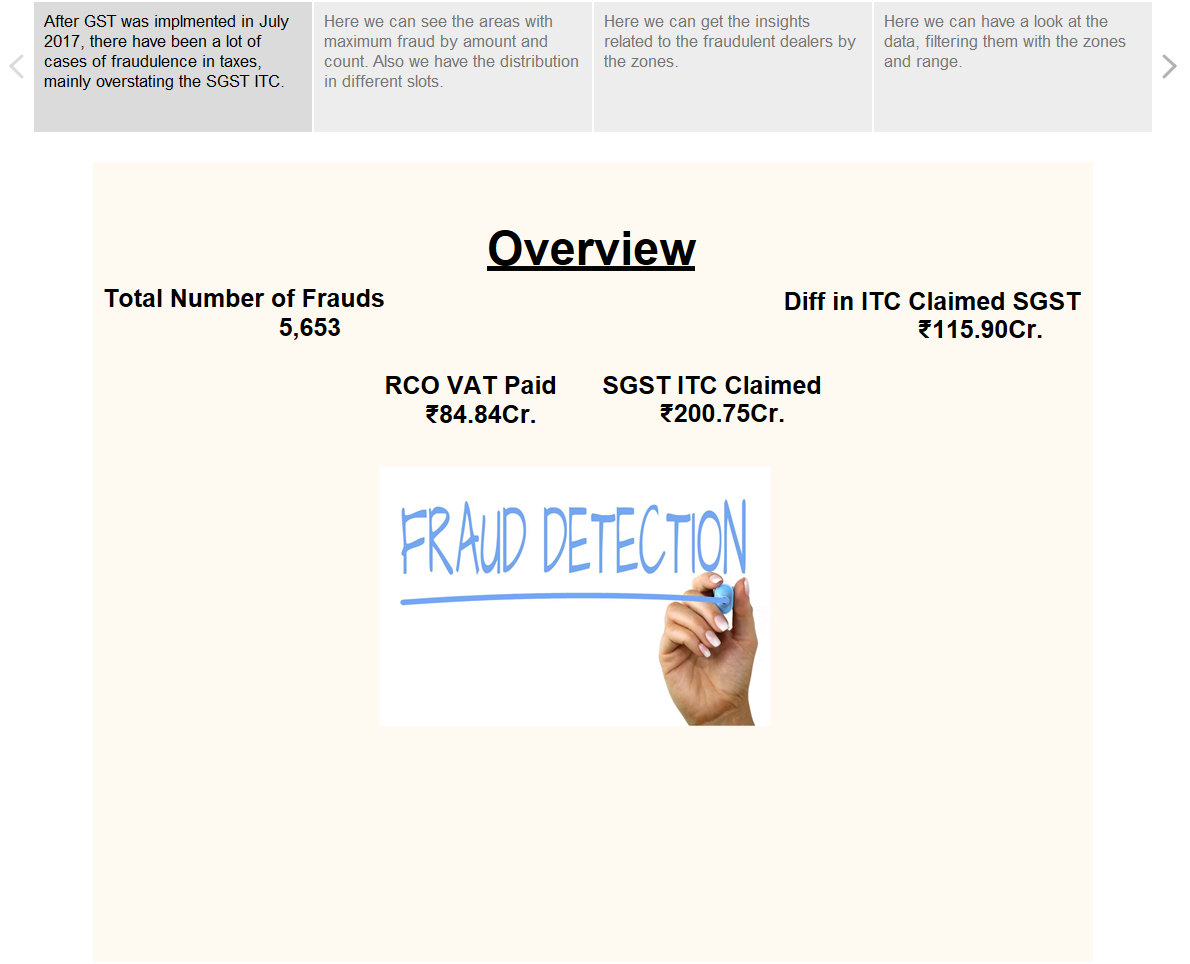 After GST was implmented in July
2017, there have been a lot of
cases of fraudulence in taxes,
mainly overstating the SGST ITC.
Here we can see the areas with
maximum fraud by amount and
count. Also we have the distribution
in different slots.
Here we can get the insights
related to the fraudulent dealers by
the zones.
Here we can have a look at the
data, filtering them with the zones
and range.
Overview
Total Number of Frauds
5,653
Diff in ITC Claimed SGST
₹115.90Cr.
RCO VAT Paid
₹84.84Cr.
SGST ITC Claimed
₹200.75Cr.
FRAUD DETECTION